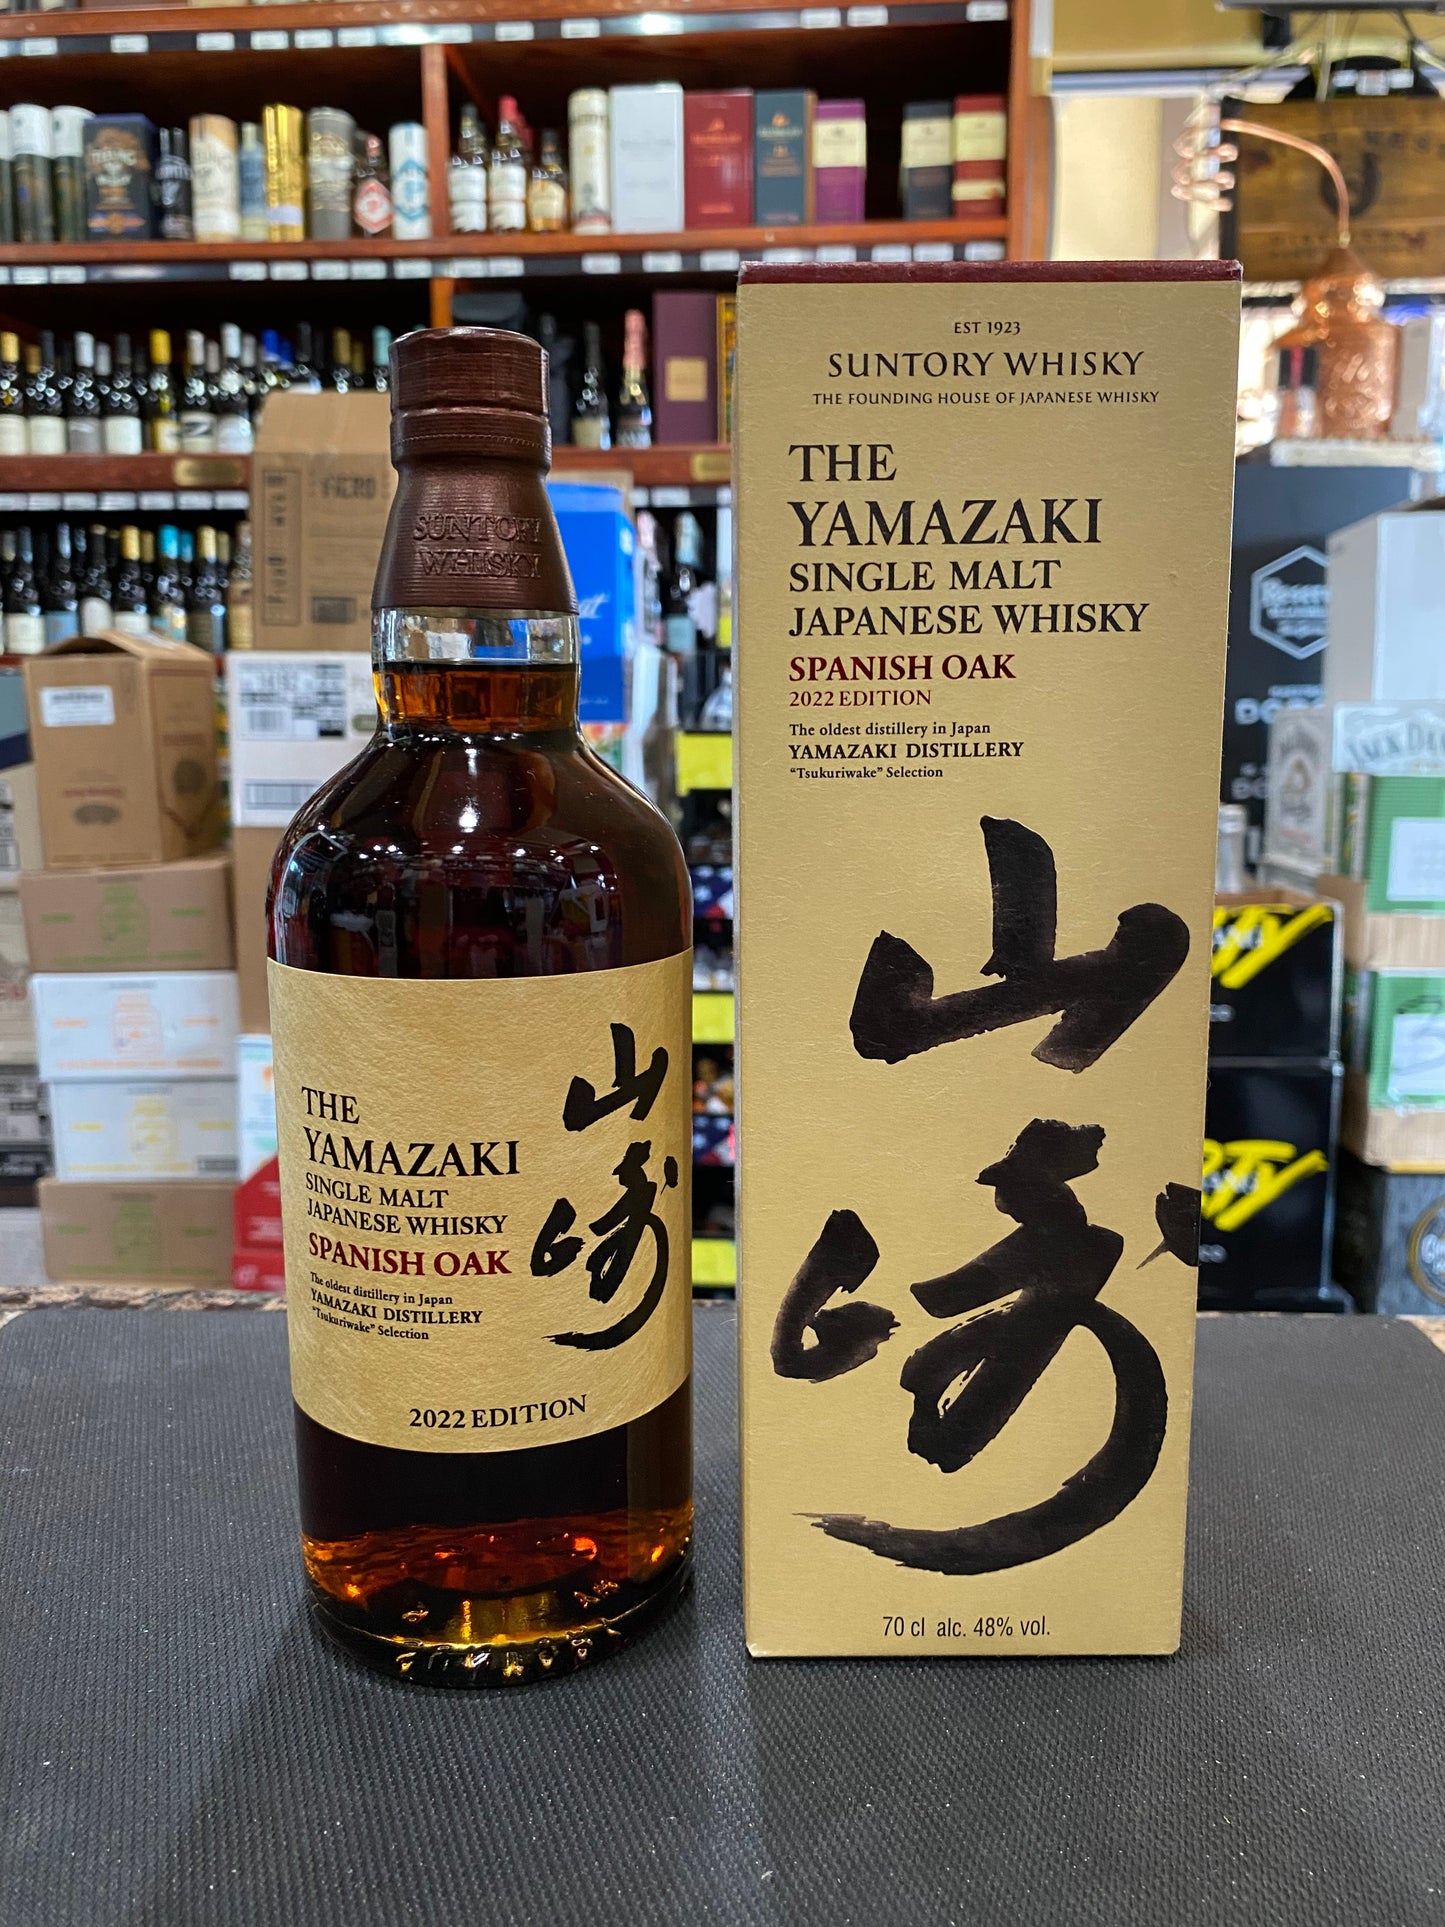 SUNTORY
WHISKY
THE
YAMAZAKI
SINGLE MALT
JAPANESE WHISKY
SPANISH OAK
The oldest distillery in Japan
YAMAZAKI DISTILLERY
“Tsukuriwake” Selection
山崎
2022 EDITION
EST 1923
SUNTORY WHISKY
THE FOUNDING HOUSE OF JAPANESE WHISKY
THE
YAMAZAKI
SINGLE MALT
JAPANESE WHISKY
SPANISH OAK
2022 EDITION
The oldest distillery in Japan
YAMAZAKI DISTILLERY
“Tsukuriwake” Selection
山崎
70 cl alc. 48% vol.